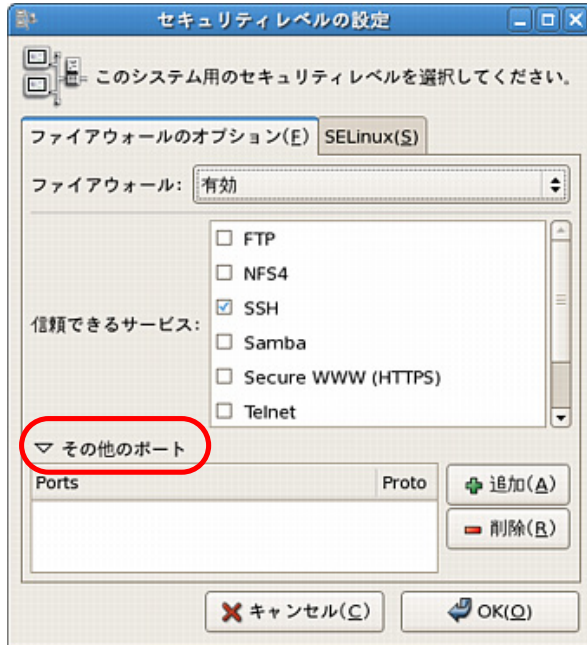 セキュリティレベルの設定
このシステム用のセキュリティレベルを選択してください。
ファイアウォールのオプション(F) SELinux(S)
ファイアウォール: 有効
信頼できるサービス:
FTP
NFS4
SSH
Samba
Secure WWW (HTTPS)
Telnet
その他のポート
Ports Proto
追加(A)
削除(R)
キャンセル(C) OK(O)